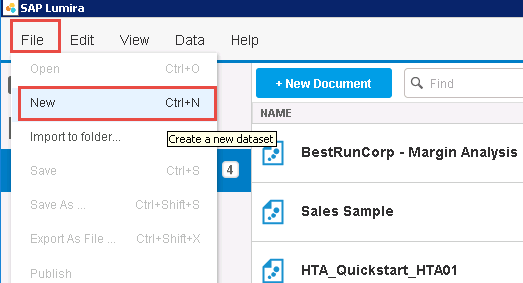 SAP Lumira
File Edit View Data Help
Open Ctrl+O
New Ctrl+N
Create a new dataset
Import to folder...
Save Ctrl+S
Save As ... Ctrl+Shift+S
Export As File ... Ctrl+Shift+X
Publish
4
+ New Document
Find
NAME
BestRunCorp - Margin Analysis
Sales Sample
HTA_Quickstart_HTA01